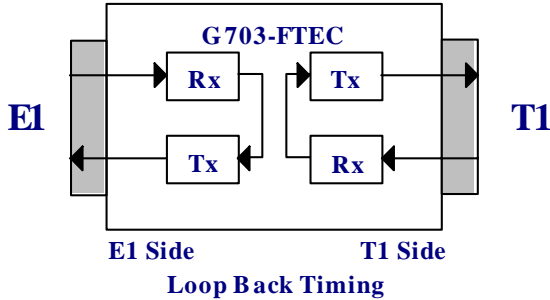 G703-FTEC
Rx
Tx
E1
T1
Tx
Rx
E1 Side
T1 Side
Loop Back Timing